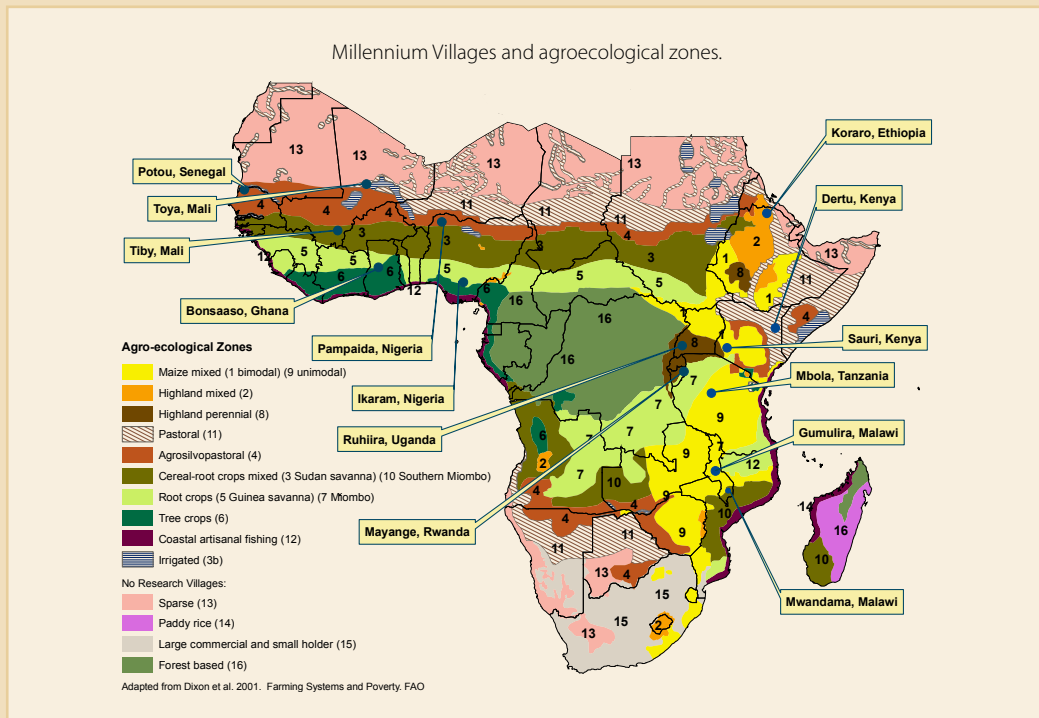 Millennium Villages and agroecological zones.
Koraro, Ethiopia
Potou, Senegal
Dertu, Kenya
Toya, Mali
Tiby, Mali
Bonsaaso, Ghana
Pampaida, Nigeria
Sauri, Kenya
Mbola, Tanzania
Ikaram, Nigeria
Ruhiira, Uganda
Gumulira, Malawi
Mayange, Rwanda
Mwandama, Malawi
13 13 13 13
4 4 4 11 11 11 4
12 5 3 5 3 3 3 2 13
6 6 12 5 6 5 5 1 8 11 1
16 16 16 1 1 8 4
7 7 7 9 7 12
6 2 7 7 9 10
4 4 4 9 10 9
11 11 13 4 15 15 13 2
14 16 10
Agro-ecological Zones
Maize mixed (1 bimodal) (9 unimodal)
Highland mixed (2)
Highland perennial (8)
Pastoral (11)
Agrosilvopastoral (4)
Cereal-root crops mixed (3 Sudan savanna) (10 Southern Miombo)
Root crops (5 Guinea savanna) (7 Miombo)
Tree crops (6)
Coastal artisanal fishing (12)
Irrigated (3b)
No Research Villages:
Sparse (13)
Paddy rice (14)
Large commercial and small holder (15)
Forest based (16)
Adapted from Dixon et al. 2001. Farming Systems and Poverty. FAO